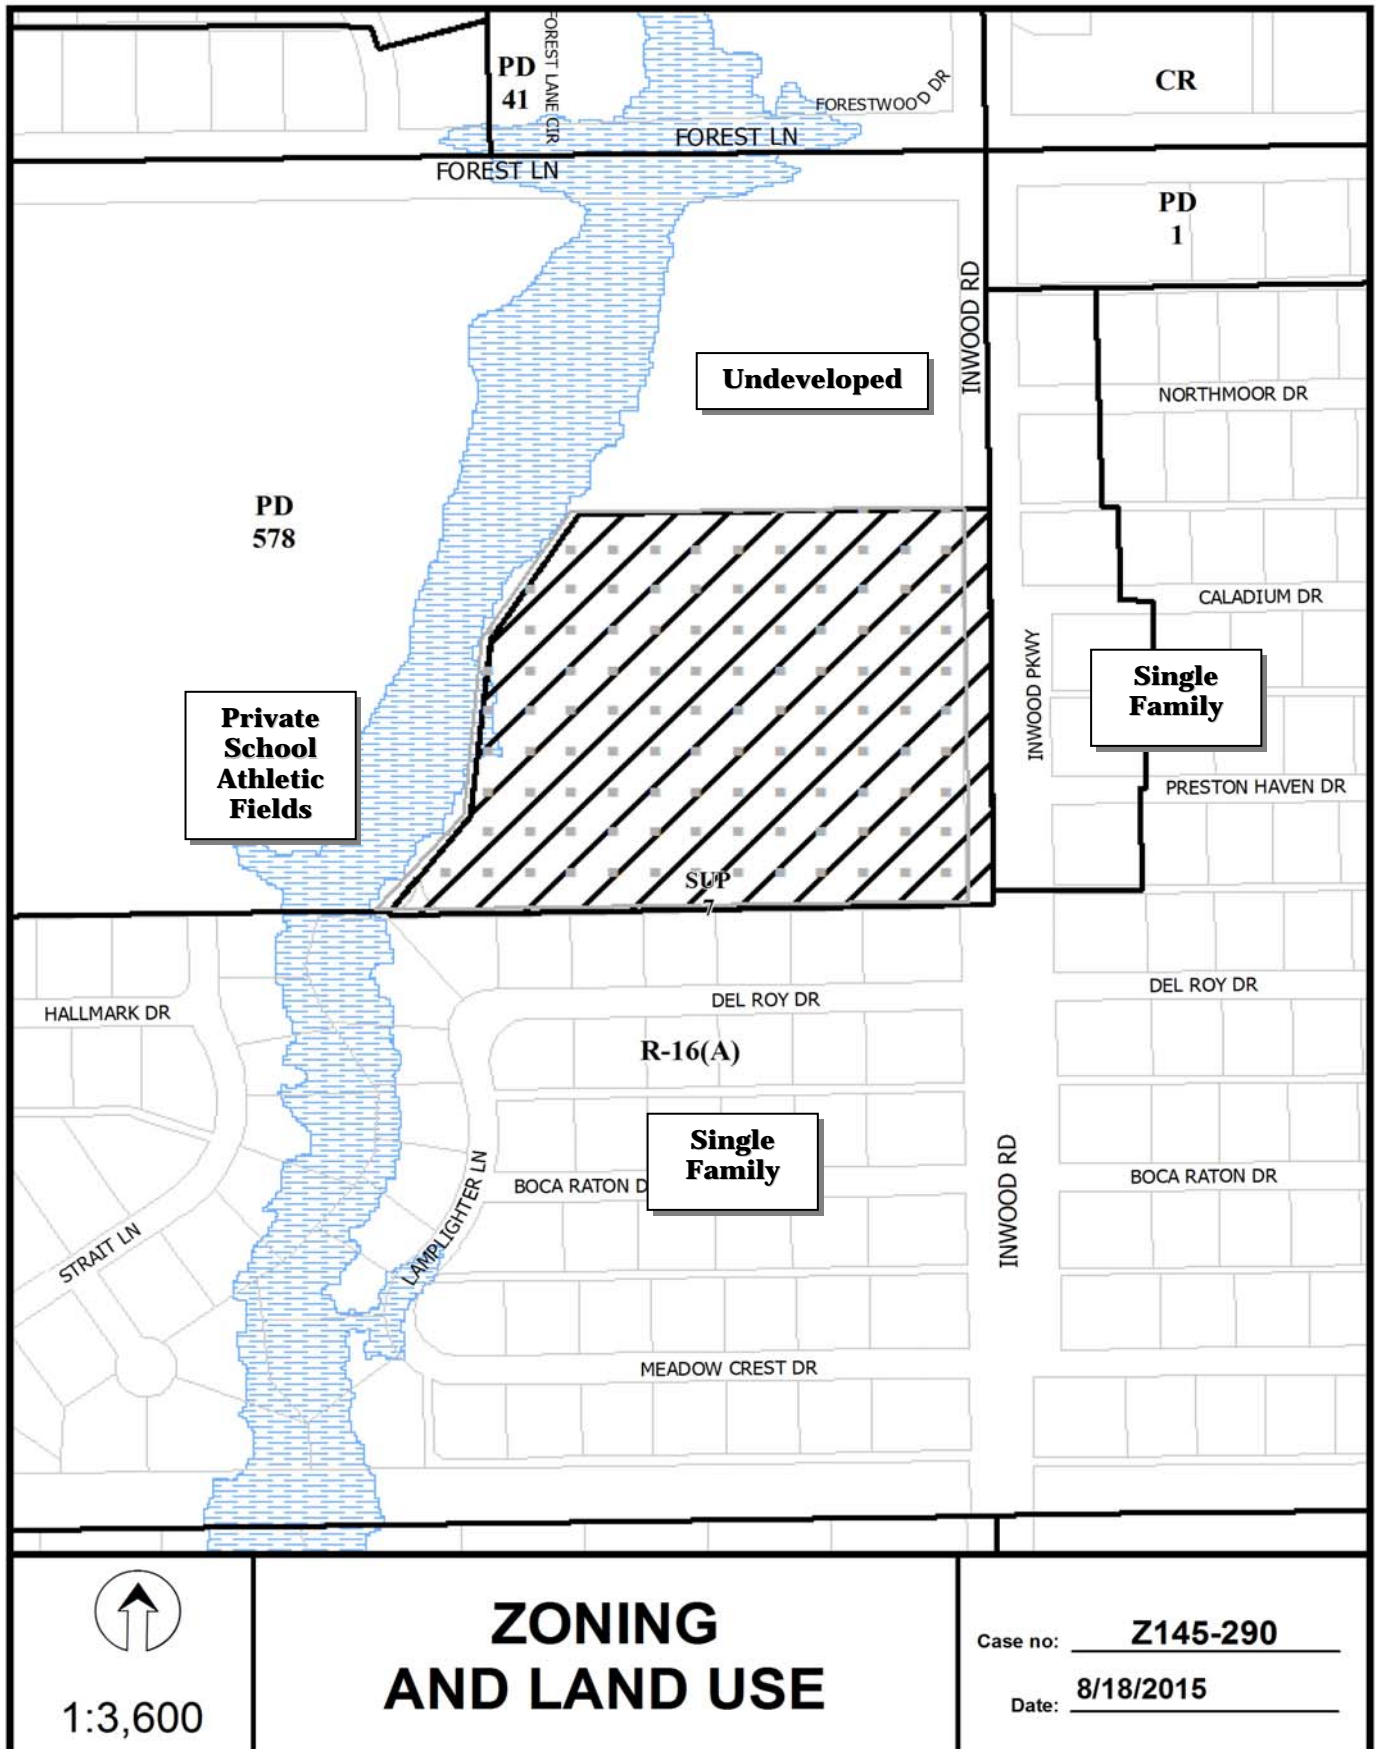 PD
41
FOREST LANE CIR
FORESTWOOD DR
CR
FOREST LN
FOREST LN
PD
1
INWOOD RD
Undeveloped
NORTHMOOR DR
PD
578
CALADIUM DR
INWOOD PKWY
Single
Family
Private
School
Athletic
Fields
PRESTON HAVEN DR
SUP
7
HALLMARK DR
DEL ROY DR
DEL ROY DR
R-16(A)
Single
Family
LAMPLIGHTER LN
BOCA RATON D
INWOOD RD
BOCA RATON DR
STRAIT LN
MEADOW CREST DR
1:3,600
ZONING
AND LAND USE
Case no: Z145-290
Date: 8/18/2015